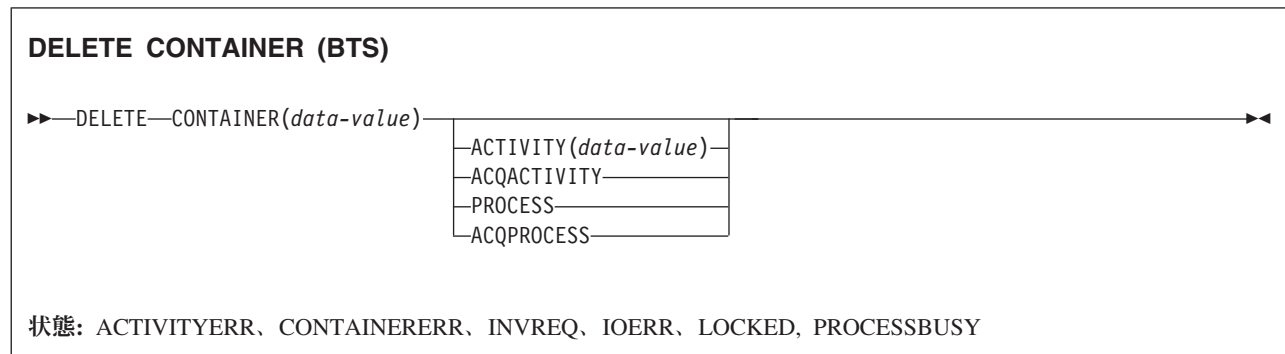 DELETE CONTAINER (BTS)
►►—DELETE—CONTAINER(data-value)—►◄
ACTIVITY(data-value)
ACQACTIVITY
PROCESS
ACQPROCESS
状態: ACTIVITYERR、CONTAINERERR、INVREQ、IOERR、LOCKED, PROCESSBUSY